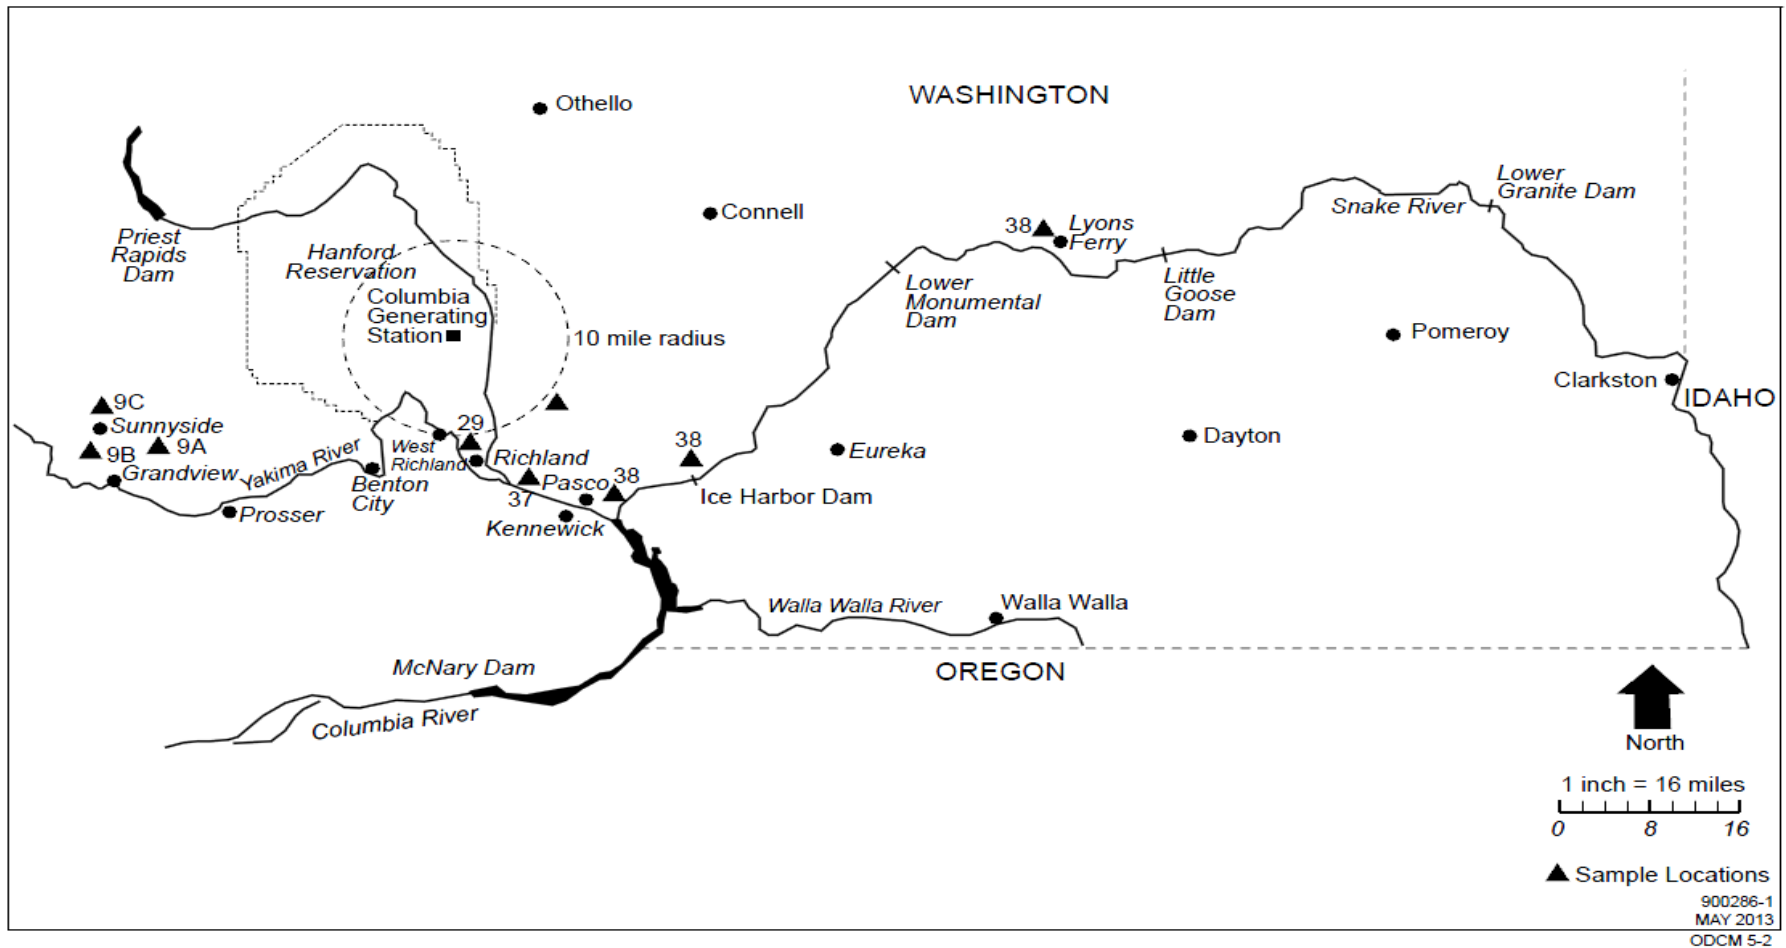 WASHINGTON
Othello
Lower
Granite Dam
Snake River
Connell
38
Lyons
Ferry
Priest
Rapids
Dam
Hanford
Reservation
Columbia
Generating
Station
10 mile radius
Lower
Monumental
Dam
Little
Goose
Dam
Pomeroy
Clarkston
IDAHO
9C
Sunnyside
9B
9A
Grandview
Yakima River
Prosser
Benton
City
West
Richland
29
Richland
37
Pasco
38
Kennewick
38
Ice Harbor Dam
Eureka
Dayton
Walla Walla River
Walla Walla
OREGON
McNary Dam
Columbia River
North
1 inch = 16 miles
0 8 16
Sample Locations
900286-1
MAY 2013
ODCM 5-2